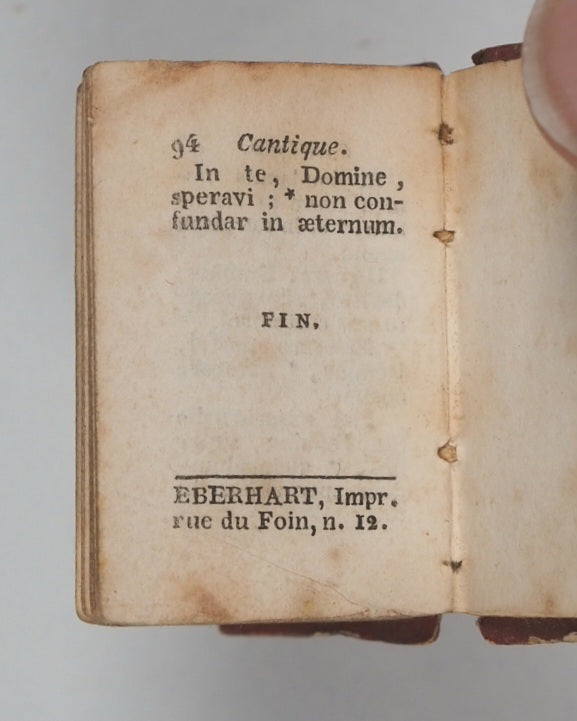 94 Cantique.
In te, Domine,
speravi ; * non con-
fundar in æternum.
FIN.
EBERHART, Impr.
rue du Foin, n. 12.